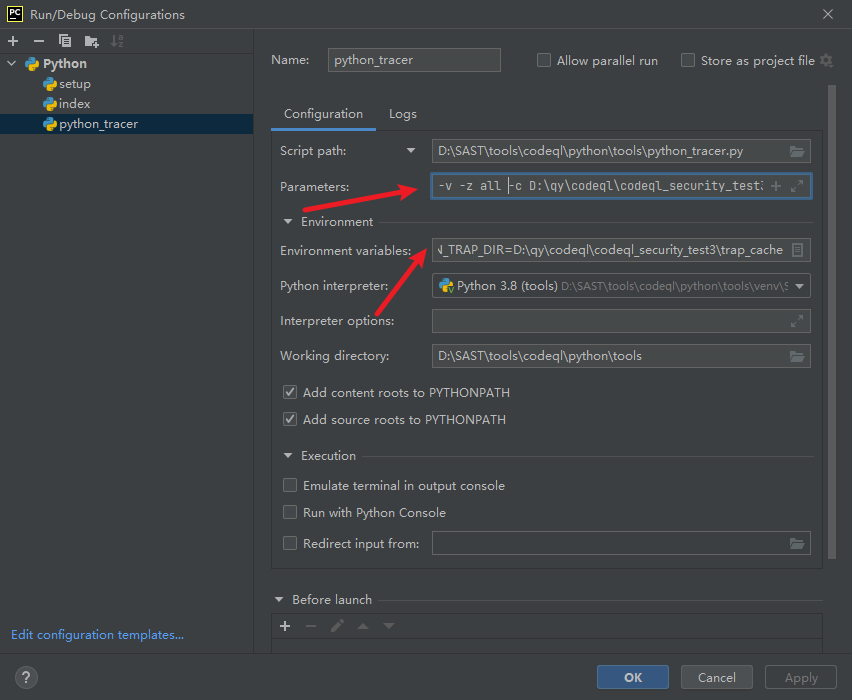 PC Run/Debug Configurations
Python
setup
index
python_tracer
Edit configuration templates...
Name: python_tracer Allow parallel run Store as project file
Configuration Logs
Script path: D:\SAST\tools\codeql\python\tools\python_tracer.py
Parameters: -v -z all -c D:\qy\codeql\codeql_security_test3
Environment
Environment variables: N_TRAP_DIR=D:\qy\codeql\codeql_security_test3\trap_cache
Python interpreter: Python 3.8 (tools) D:\SAST\tools\codeql\python\tools\venv\S
Interpreter options:
Working directory: D:\SAST\tools\codeql\python\tools
Add content roots to PYTHONPATH
Add source roots to PYTHONPATH
Execution
Emulate terminal in output console
Run with Python Console
Redirect input from:
Before launch
? OK Cancel Apply